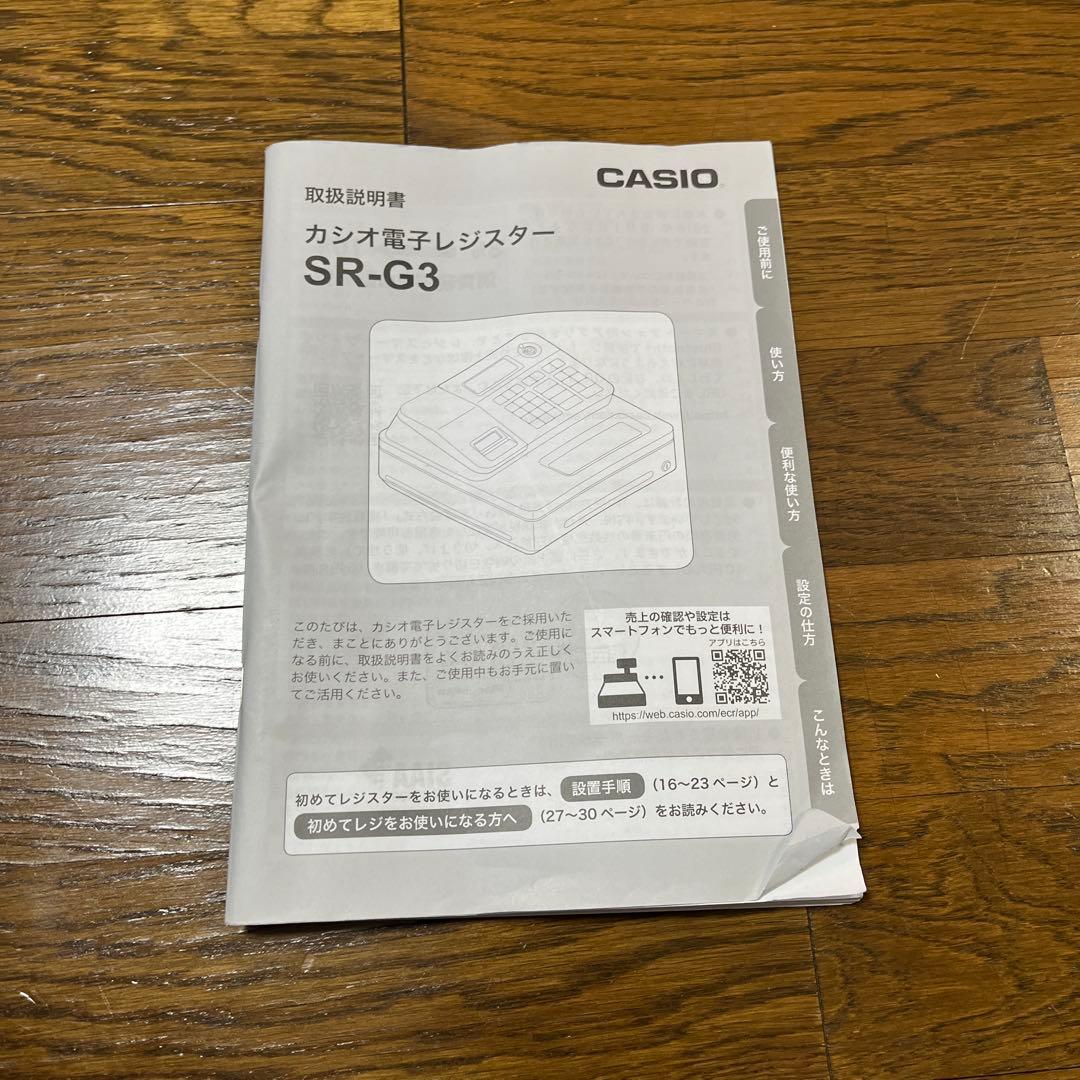 CASIO
取扱説明書
カシオ電子レジスター
SR-G3
ご使用前に
使い方
便利な使い方
設定の仕方
こんなときは
このたびは、カシオ電子レジスターをご採用いた
だき、まことにありがとうございます。ご使用に
なる前に、取扱説明書をよくお読みのうえ正しく
お使いください。また、ご使用中もお手元に置い
てご活用ください。
売上の確認や設定は
スマートフォンでもっと便利に！
アプリはこちら
https://web.casio.com/ecr/app/
初めてレジスターをお使いになるときは、 設置手順 （16〜23 ページ）と
初めてレジをお使いになる方へ （27〜30 ページ）をお読みください。